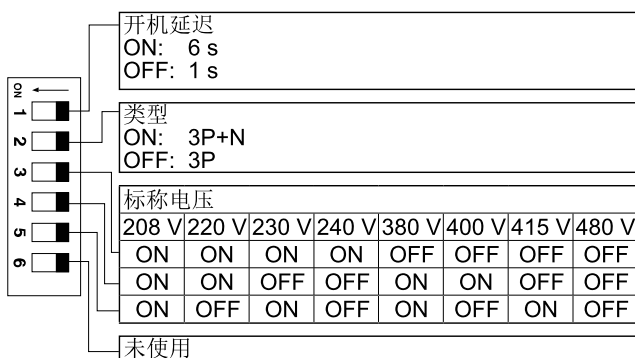 开机延迟
ON: 6 s
OFF: 1 s
ON
1
2
3
4
5
6
类型
ON: 3P+N
OFF: 3P
标称电压
208 V 220 V 230 V 240 V 380 V 400 V 415 V 480 V
ON ON ON ON OFF OFF OFF OFF
ON ON OFF OFF ON ON OFF OFF
ON OFF ON OFF ON OFF ON OFF
未使用